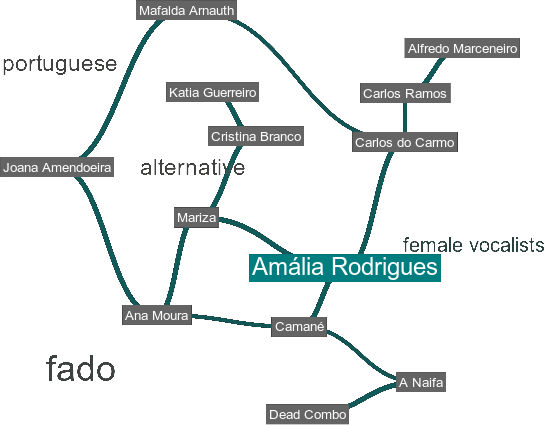 Mafalda Arnauth
Alfredo Marceneiro
portuguese
Katia Guerreiro
Carlos Ramos
Cristina Branco
Carlos do Carmo
Joana Amendoeira
alternative
Mariza
female vocalists
Amália Rodrigues
Ana Moura
Camané
fado
A Naifa
Dead Combo